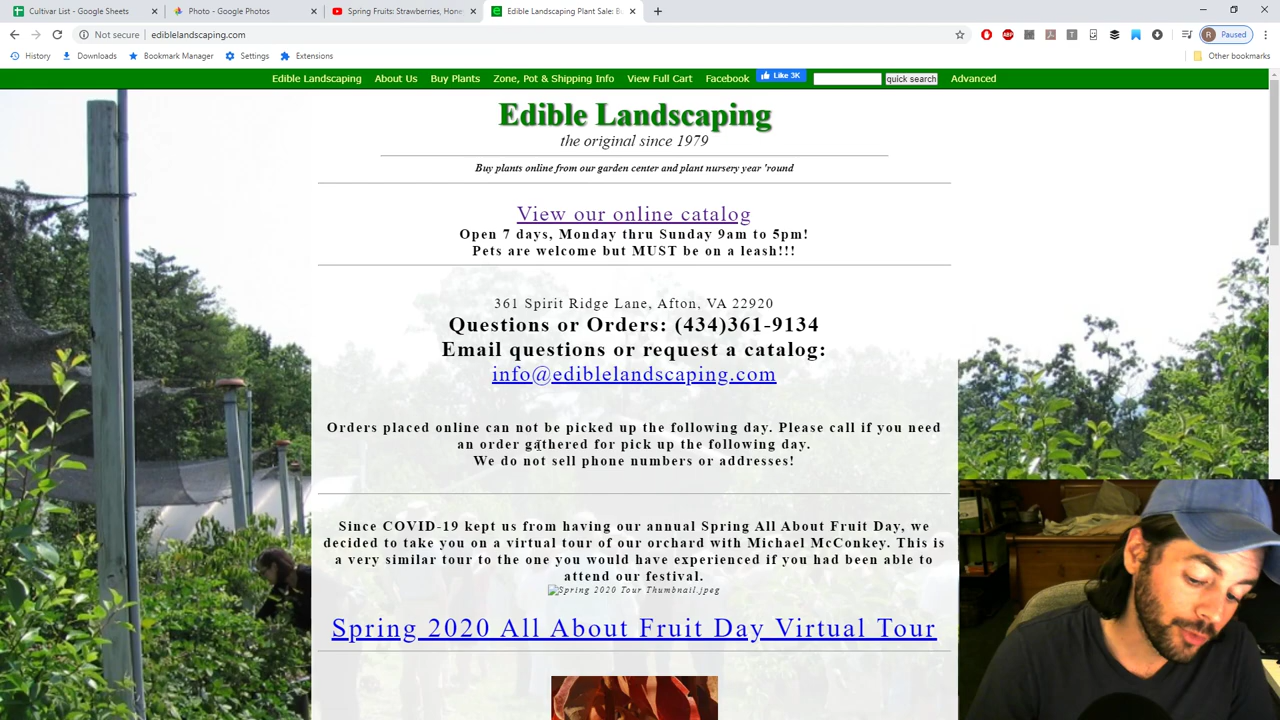 Cultivar List - Google Sheets
Photo - Google Photos
Spring Fruits: Strawberries, Hone
Edible Landscaping Plant Sale: Bu
Not secure | ediblelandscaping.com
Paused
History
Downloads
Bookmark Manager
Settings
Extensions
Other bookmarks
Edible Landscaping About Us Buy Plants Zone, Pot & Shipping Info View Full Cart Facebook Like 3K quick search Advanced
Edible Landscaping
the original since 1979
Buy plants online from our garden center and plant nursery year 'round
View our online catalog
Open 7 days, Monday thru Sunday 9am to 5pm!
Pets are welcome but MUST be on a leash!!!
361 Spirit Ridge Lane, Afton, VA 22920
Questions or Orders: (434)361-9134
Email questions or request a catalog:
info@ediblelandscaping.com
Orders placed online can not be picked up the following day. Please call if you need
an order gathered for pick up the following day.
We do not sell phone numbers or addresses!
Since COVID-19 kept us from having our annual Spring All About Fruit Day, we
decided to take you on a virtual tour of our orchard with Michael McConkey. This is
a very similar tour to the one you would have experienced if you had been able to
attend our festival.
Spring 2020 Tour Thumbnail.jpeg
Spring 2020 All About Fruit Day Virtual Tour